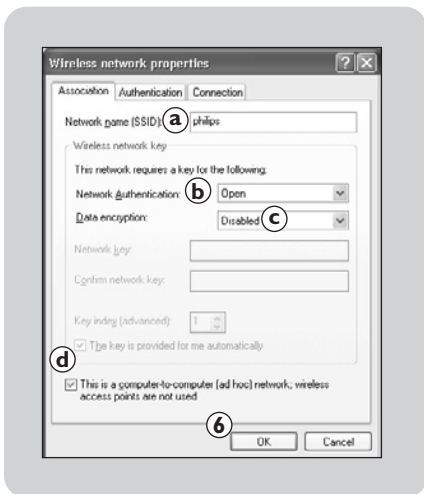 Wireless network properties
Association Authentication Connection
Network name (SSID): a philips
Wireless network key
This network requires a key for the following:
Network Authentication: b Open
Data encryption: Disabled c
Network key:
Confirm network key:
Key index (advanced): 1
The key is provided for me automatically
d
This is a computer-to-computer (ad hoc) network; wireless
access points are not used
6
OK Cancel